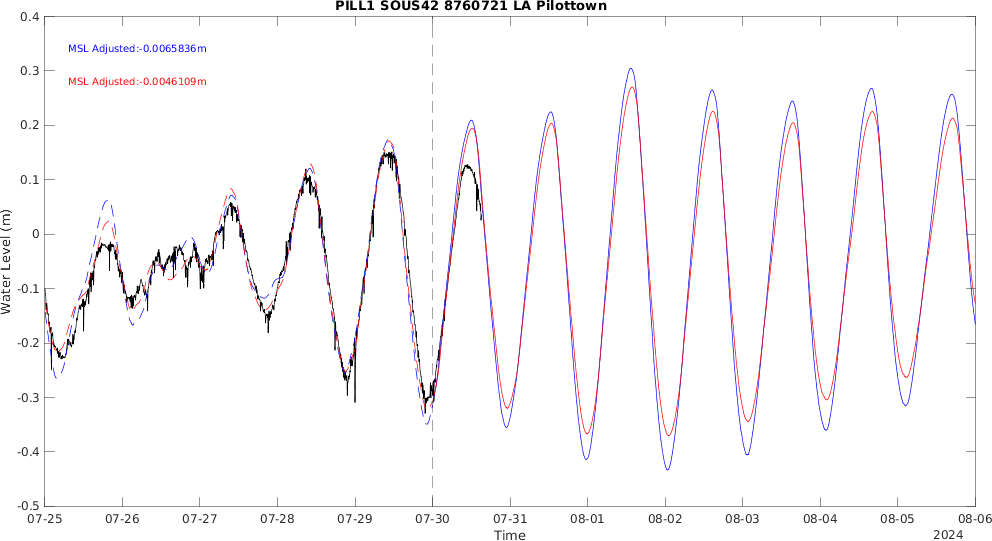 PILL1 SOUS42 8760721 LA Pilottown
MSL Adjusted:-0.0065836m
MSL Adjusted:-0.0046109m
Water Level (m)
0.4
0.3
0.2
0.1
0
-0.1
-0.2
-0.3
-0.4
-0.5
07-25 07-26 07-27 07-28 07-29 07-30 07-31 08-01 08-02 08-03 08-04 08-05 08-06
Time
2024